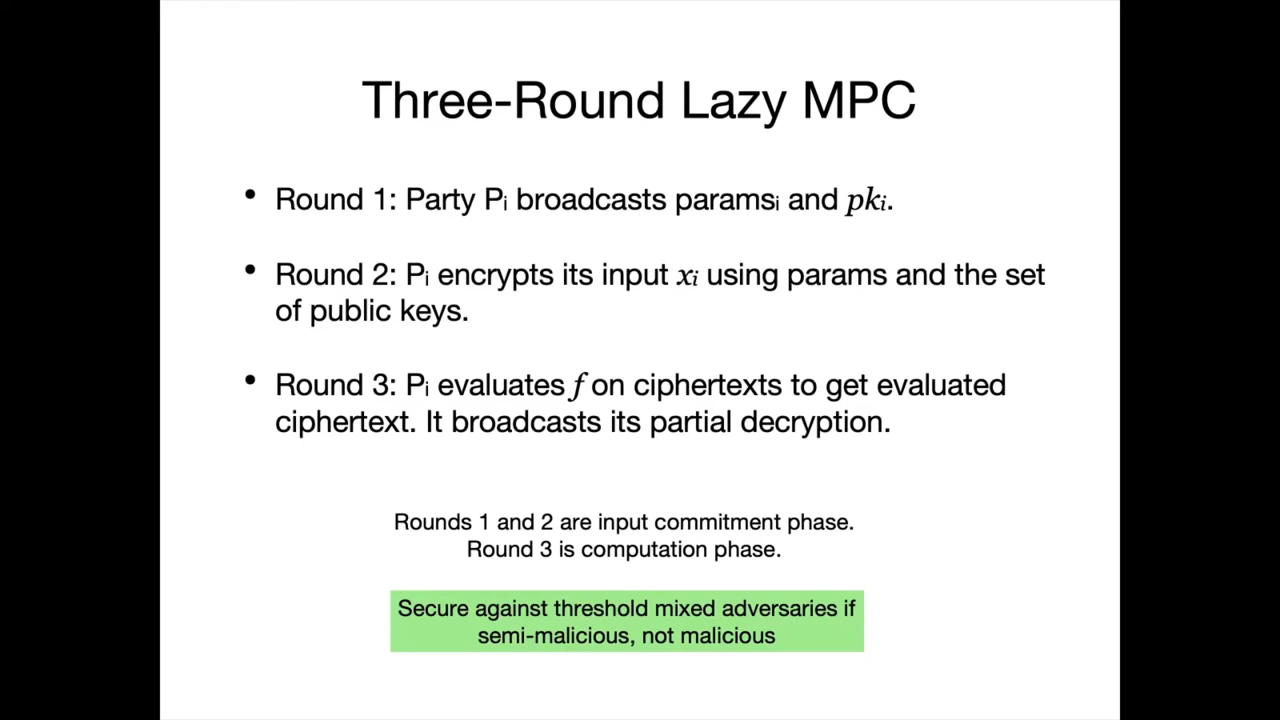 Three-Round Lazy MPC
• Round 1: Party Pᵢ broadcasts paramsᵢ and pkᵢ.
• Round 2: Pᵢ encrypts its input xᵢ using params and the set
of public keys.
• Round 3: Pᵢ evaluates f on ciphertexts to get evaluated
ciphertext. It broadcasts its partial decryption.
Rounds 1 and 2 are input commitment phase.
Round 3 is computation phase.
Secure against threshold mixed adversaries if
semi-malicious, not malicious